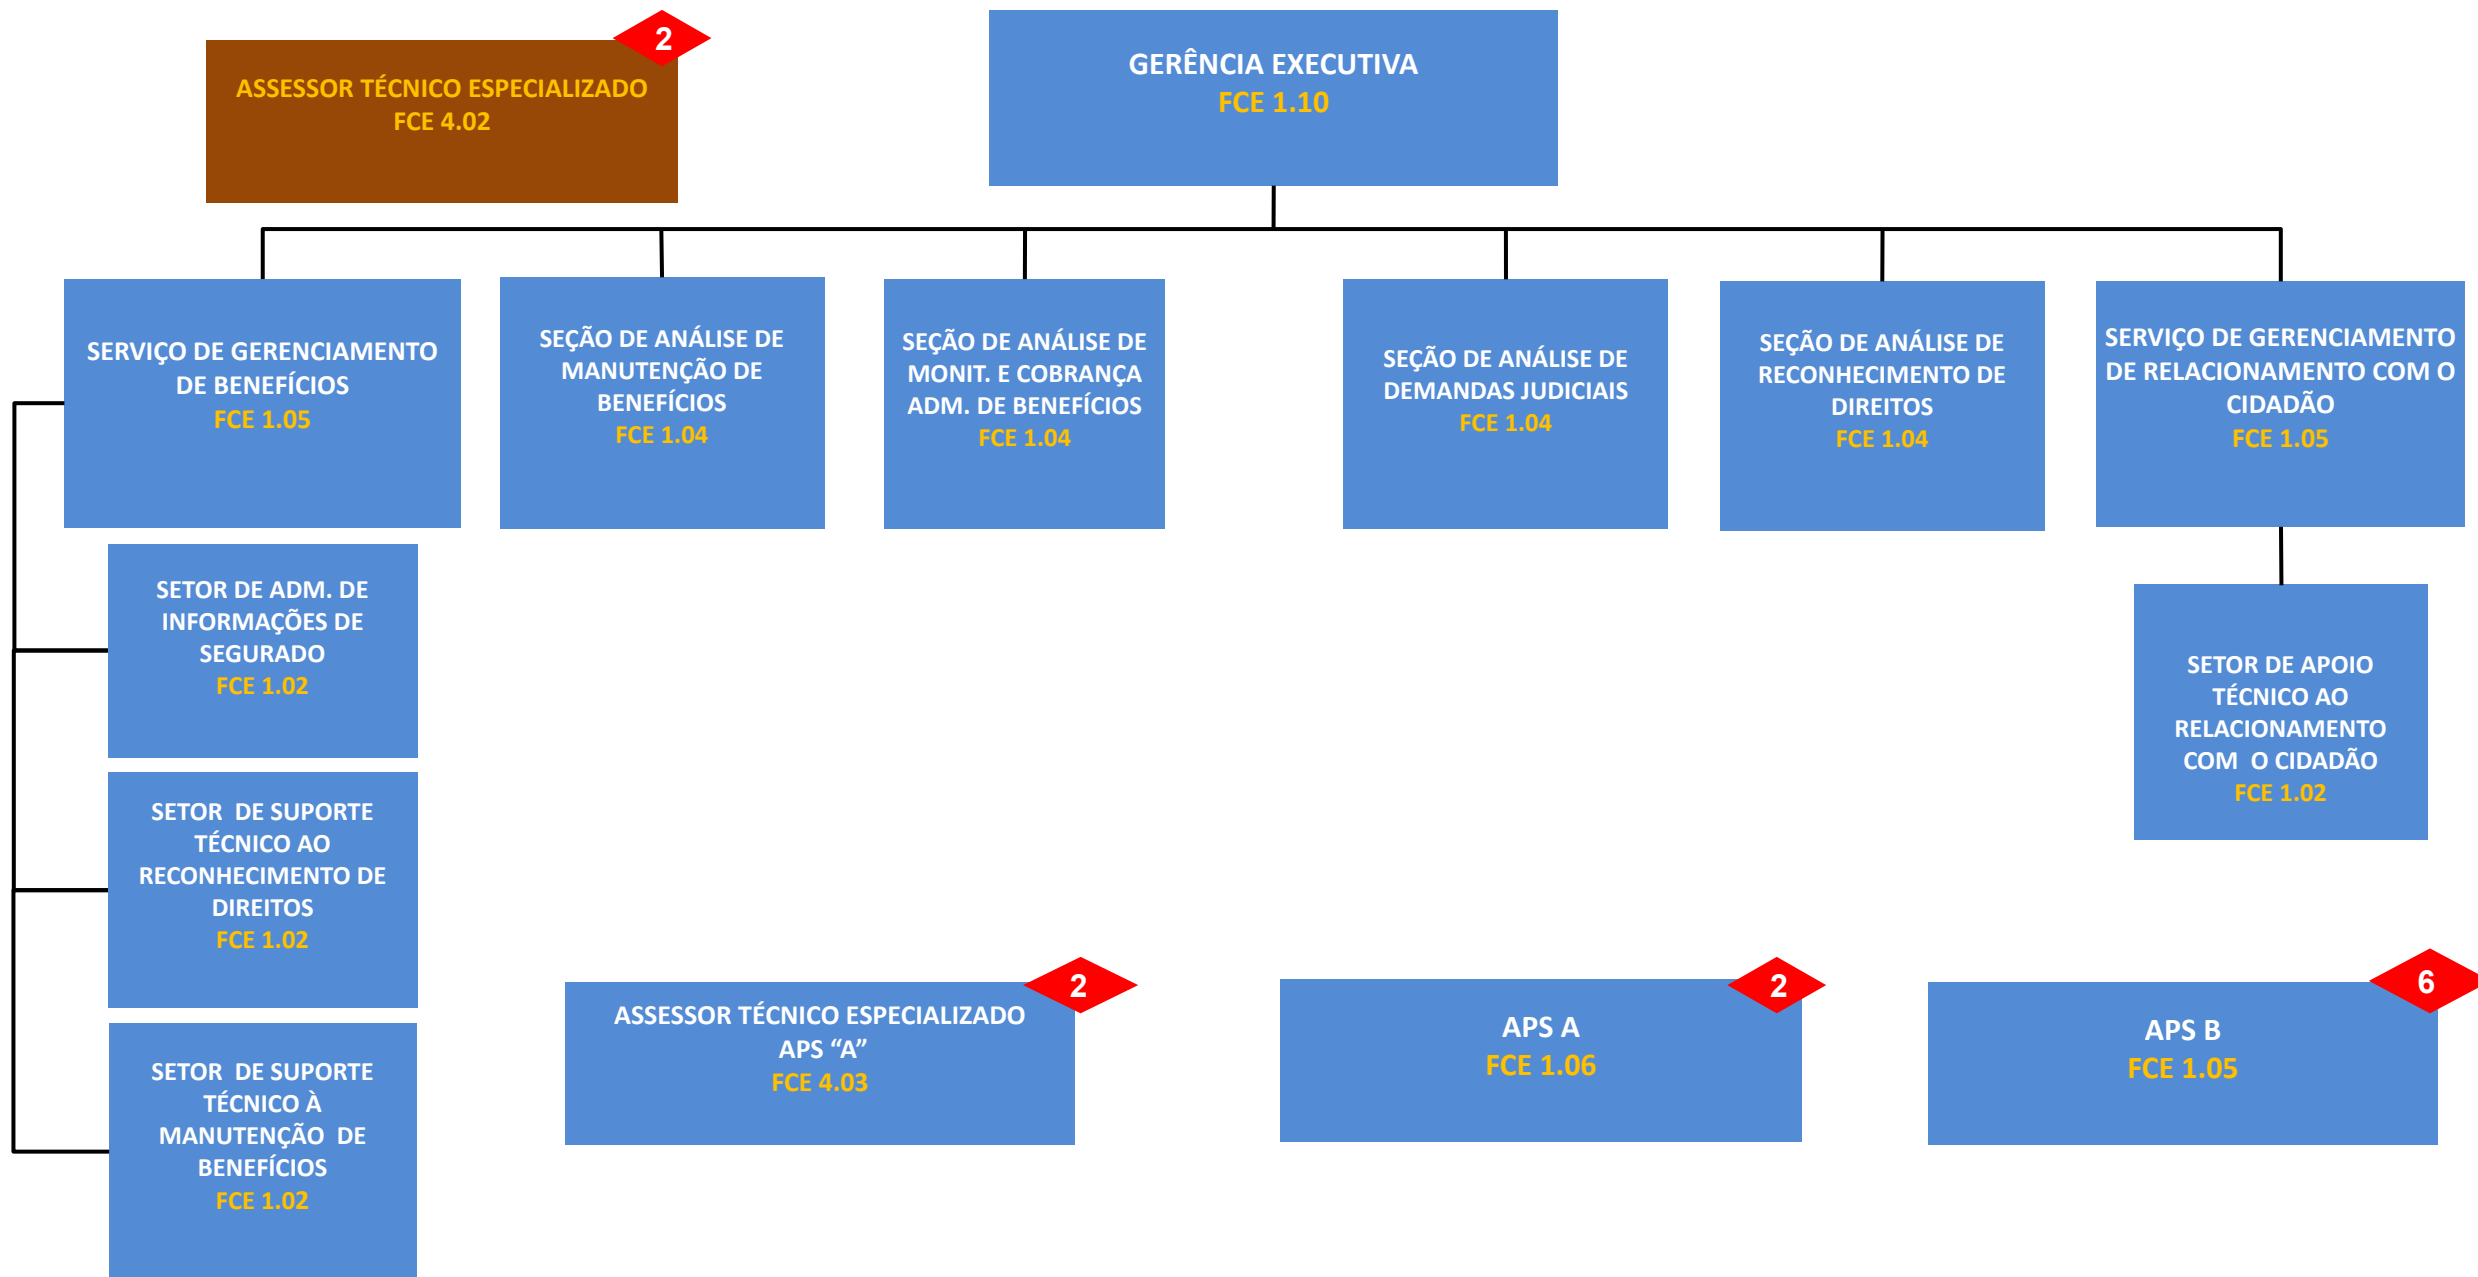 2
ASSESSOR TÉCNICO ESPECIALIZADO
FCE 4.02
GERÊNCIA EXECUTIVA
FCE 1.10
SERVIÇO DE GERENCIAMENTO
DE BENEFÍCIOS
FCE 1.05
SEÇÃO DE ANÁLISE DE
MANUTENÇÃO DE
BENEFÍCIOS
FCE 1.04
SEÇÃO DE ANÁLISE DE
MONIT. E COBRANÇA
ADM. DE BENEFÍCIOS
FCE 1.04
SEÇÃO DE ANÁLISE DE
DEMANDAS JUDICIAIS
FCE 1.04
SEÇÃO DE ANÁLISE DE
RECONHECIMENTO DE
DIREITOS
FCE 1.04
SERVIÇO DE GERENCIAMENTO
DE RELACIONAMENTO COM O
CIDADÃO
FCE 1.05
SETOR DE ADM. DE
INFORMAÇÕES DE
SEGURADO
FCE 1.02
SETOR DE APOIO
TÉCNICO AO
RELACIONAMENTO
COM O CIDADÃO
FCE 1.02
SETOR DE SUPORTE
TÉCNICO AO
RECONHECIMENTO DE
DIREITOS
FCE 1.02
SETOR DE SUPORTE
TÉCNICO À
MANUTENÇÃO DE
BENEFÍCIOS
FCE 1.02
2
ASSESSOR TÉCNICO ESPECIALIZADO
APS “A”
FCE 4.03
2
APS A
FCE 1.06
6
APS B
FCE 1.05